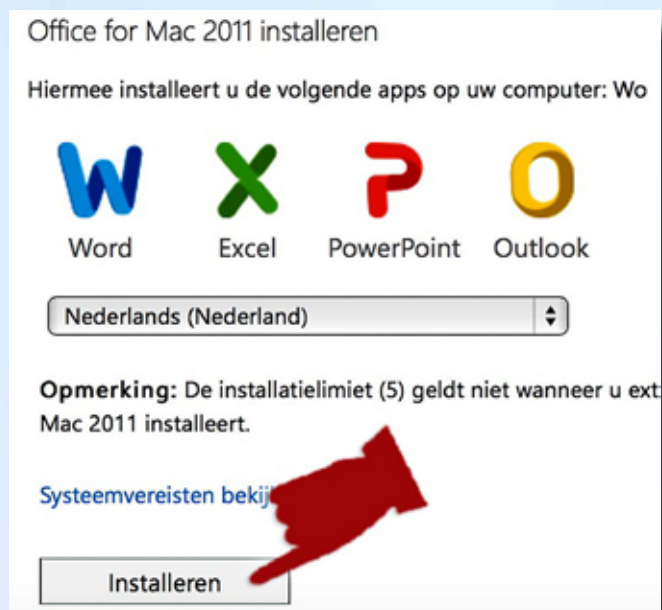 Office for Mac 2011 installeren
Hiermee installeert u de volgende apps op uw computer: Wo
Word Excel PowerPoint Outlook
Nederlands (Nederland)
Opmerking: De installatielimiet (5) geldt niet wanneer u ext
Mac 2011 installeert.
Systeemvereisten bekij
Installeren